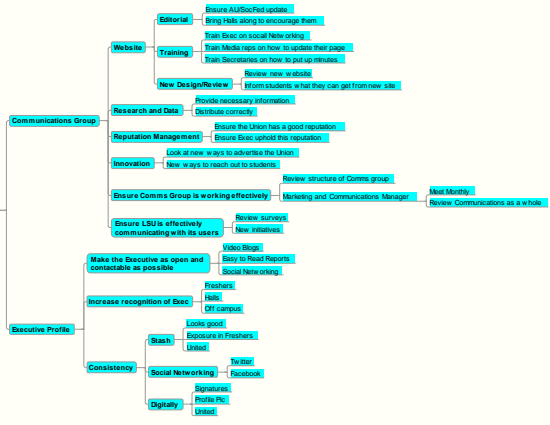 Communications Group
Website
Editorial
Ensure AU/SocFed update
Bring Halls along to encourage them
Training
Train Exec on socail Networking
Train Media reps on how to update their page
Train Secretaries on how to put up minutes
New Design/Review
Review new website
Inform students what they can get from new site
Research and Data
Provide necessary information
Distribute correctly
Reputation Management
Ensure the Union has a good reputation
Ensure Exec uphold this reputation
Innovation
Look at new ways to advertise the Union
New ways to reach out to students
Ensure Comms Group is working effectively
Review structure of Comms group
Marketing and Communications Manager
Meet Monthly
Review Communications as a whole
Ensure LSU is effectively
communicating with its users
Review surveys
New initiatives
Executive Profile
Make the Executive as open and
contactable as possible
Video Blogs
Easy to Read Reports
Social Networking
Increase recognition of Exec
Freshers
Halls
Off campus
Consistency
Stash
Looks good
Exposure in Freshers
United
Social Networking
Twitter
Facebook
Digitally
Signatures
Profile Pic
United